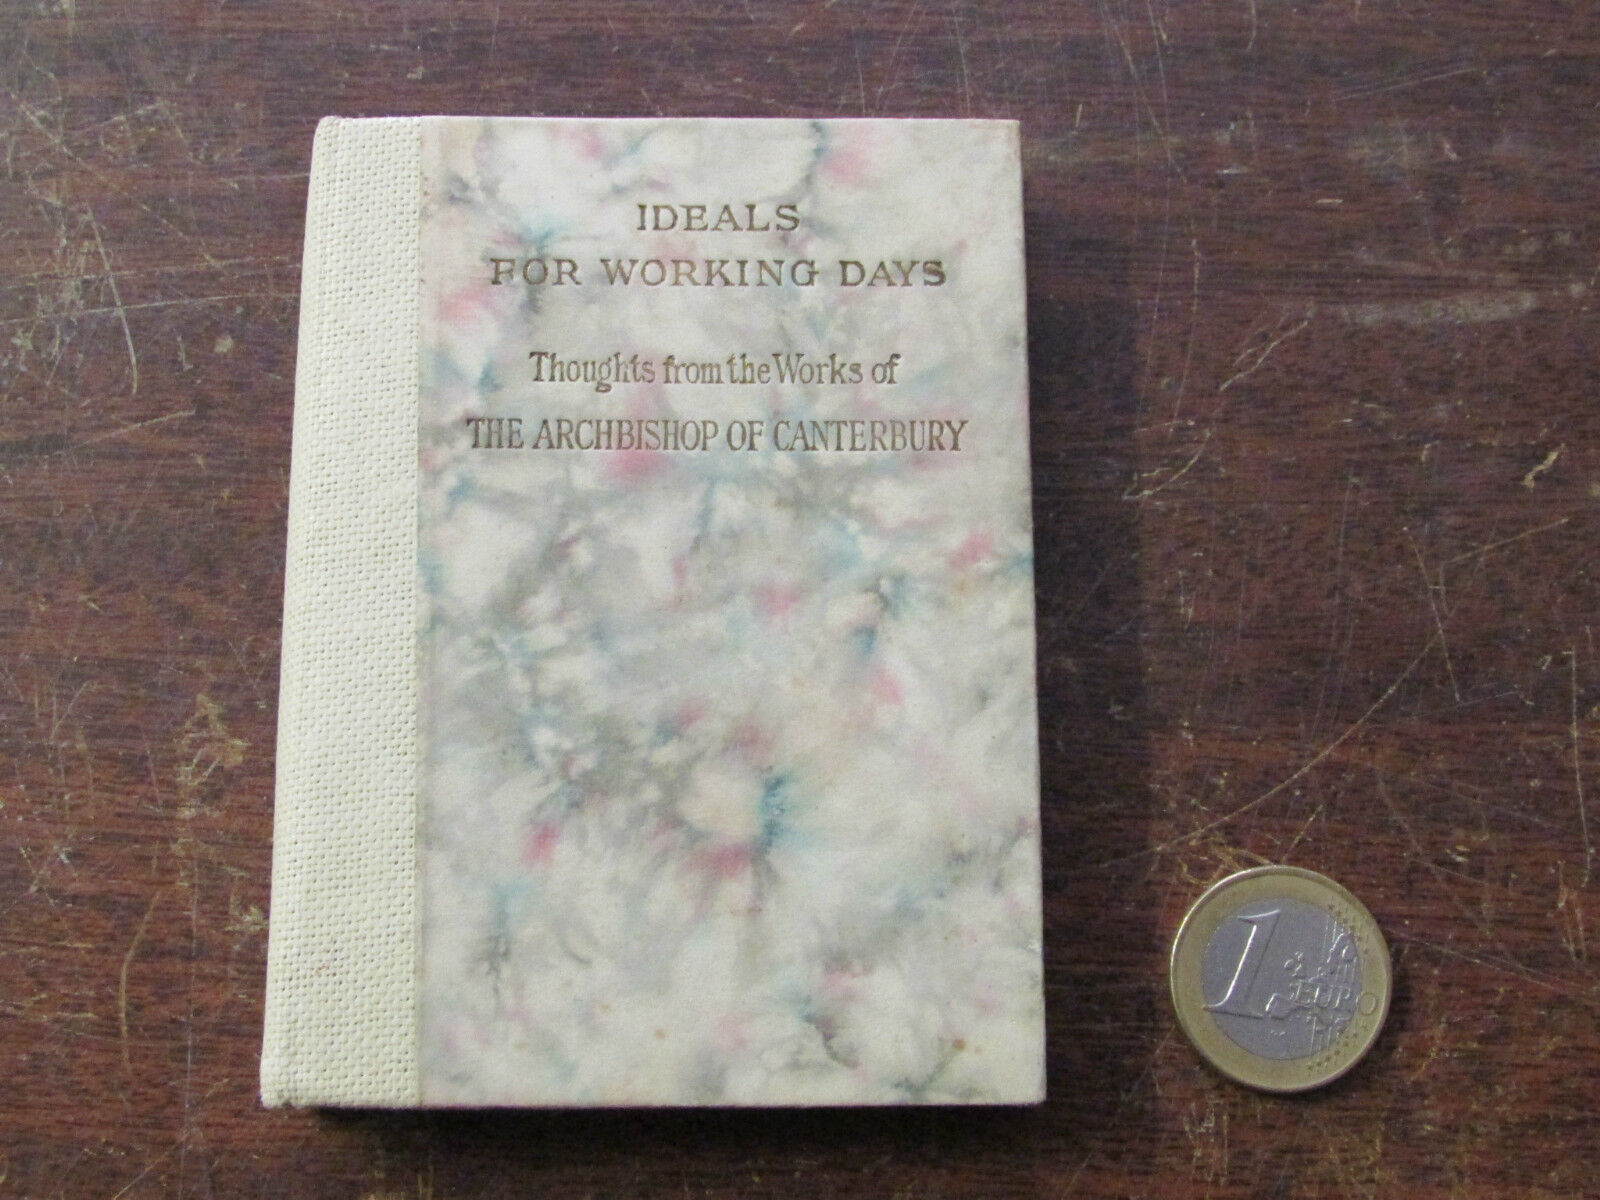 IDEALS
FOR WORKING DAYS
Thoughts from the Works of
THE ARCHBISHOP OF CANTERBURY
1
EURO